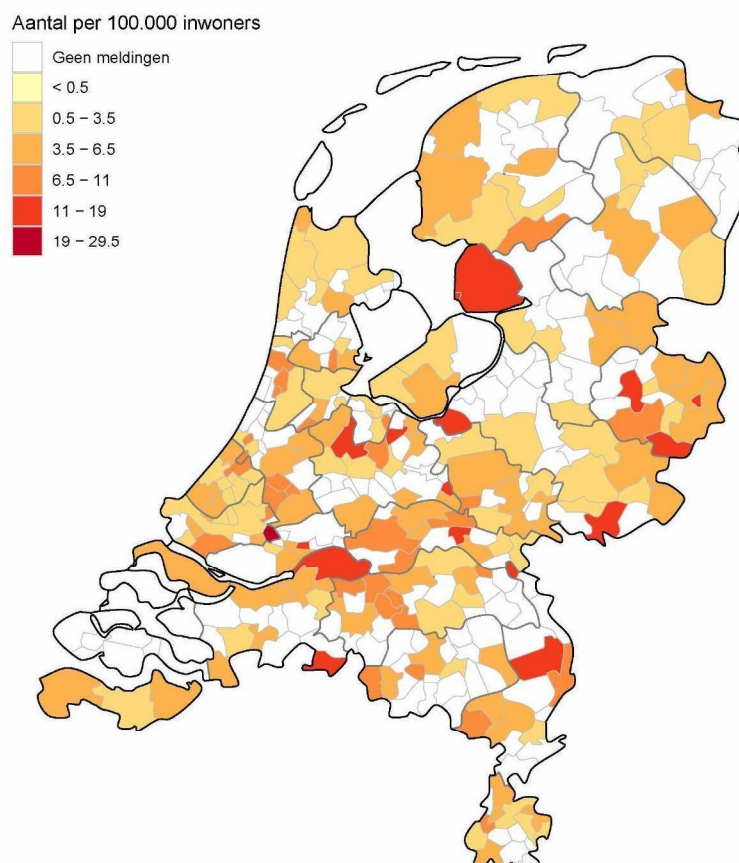 Aantal per 100.000 inwoners
Geen meldingen
< 0.5
0.5 – 3.5
3.5 – 6.5
6.5 – 11
11 – 19
19 – 29.5